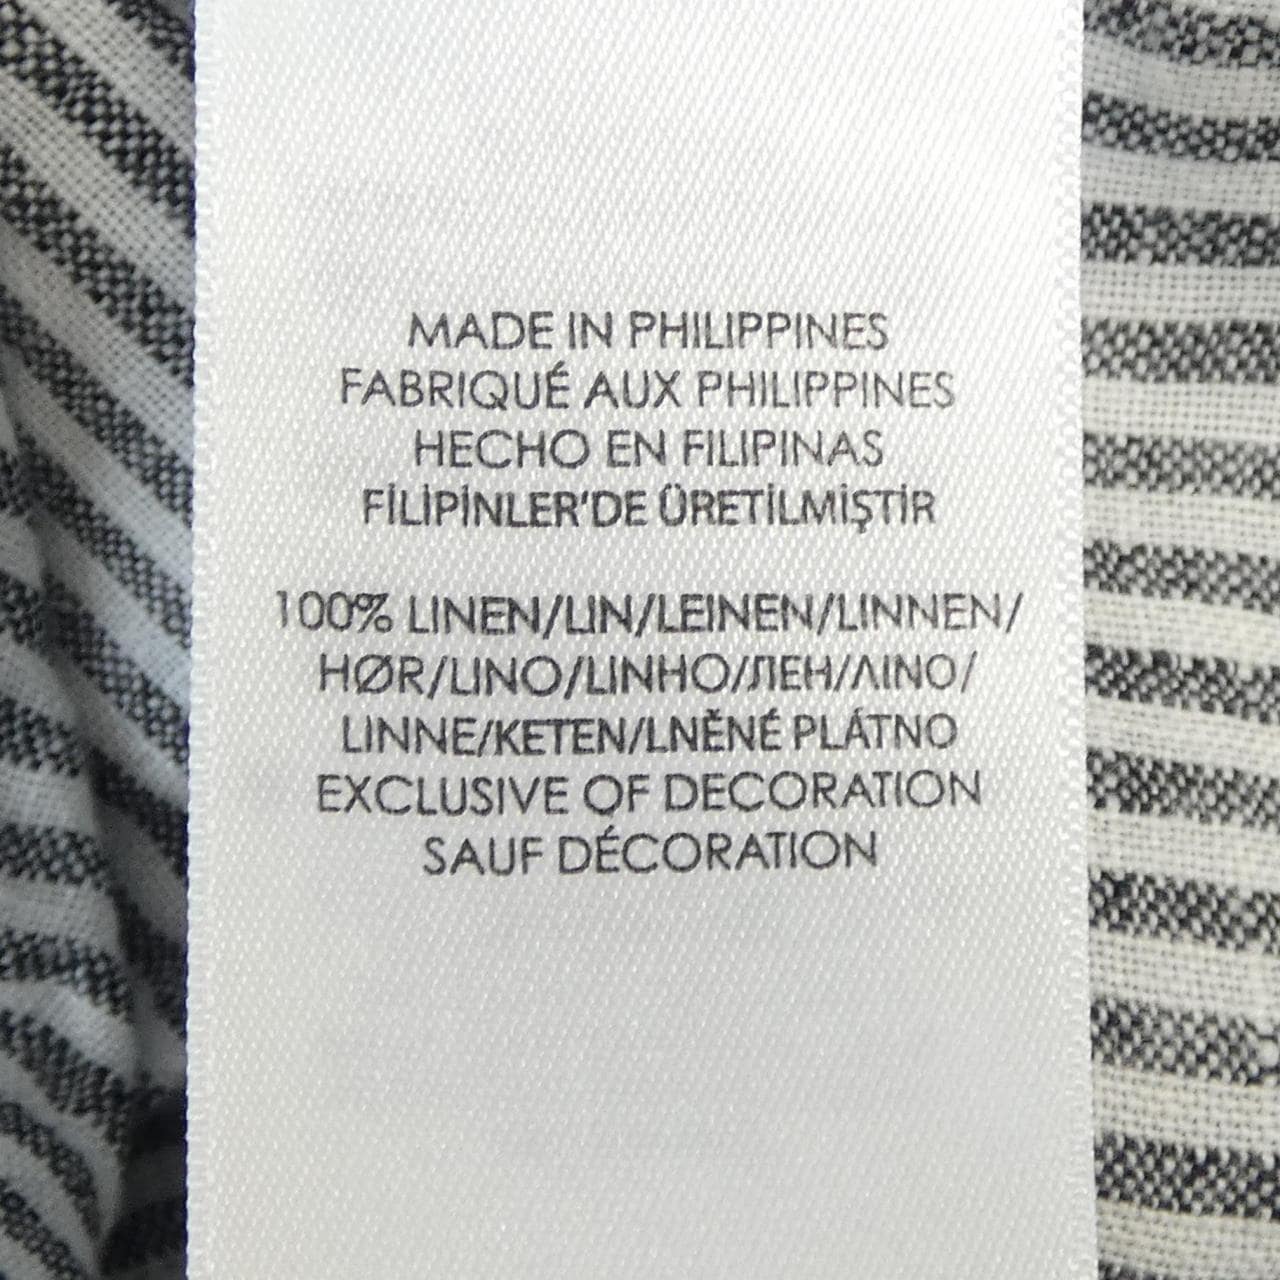 MADE IN PHILIPPINES
FABRIQUÉ AUX PHILIPPINES
HECHO EN FILIPINAS
FİLİPİNLER'DE ÜRETİLMİŞTİR
100% LINEN/LIN/LEINEN/LINNEN/
HØR/LINO/LINHO/ЛЕН/ΛΙΝΟ/
LINNE/KETEN/LNĚNÉ PLÁTNO
EXCLUSIVE OF DECORATION
SAUF DÉCORATION